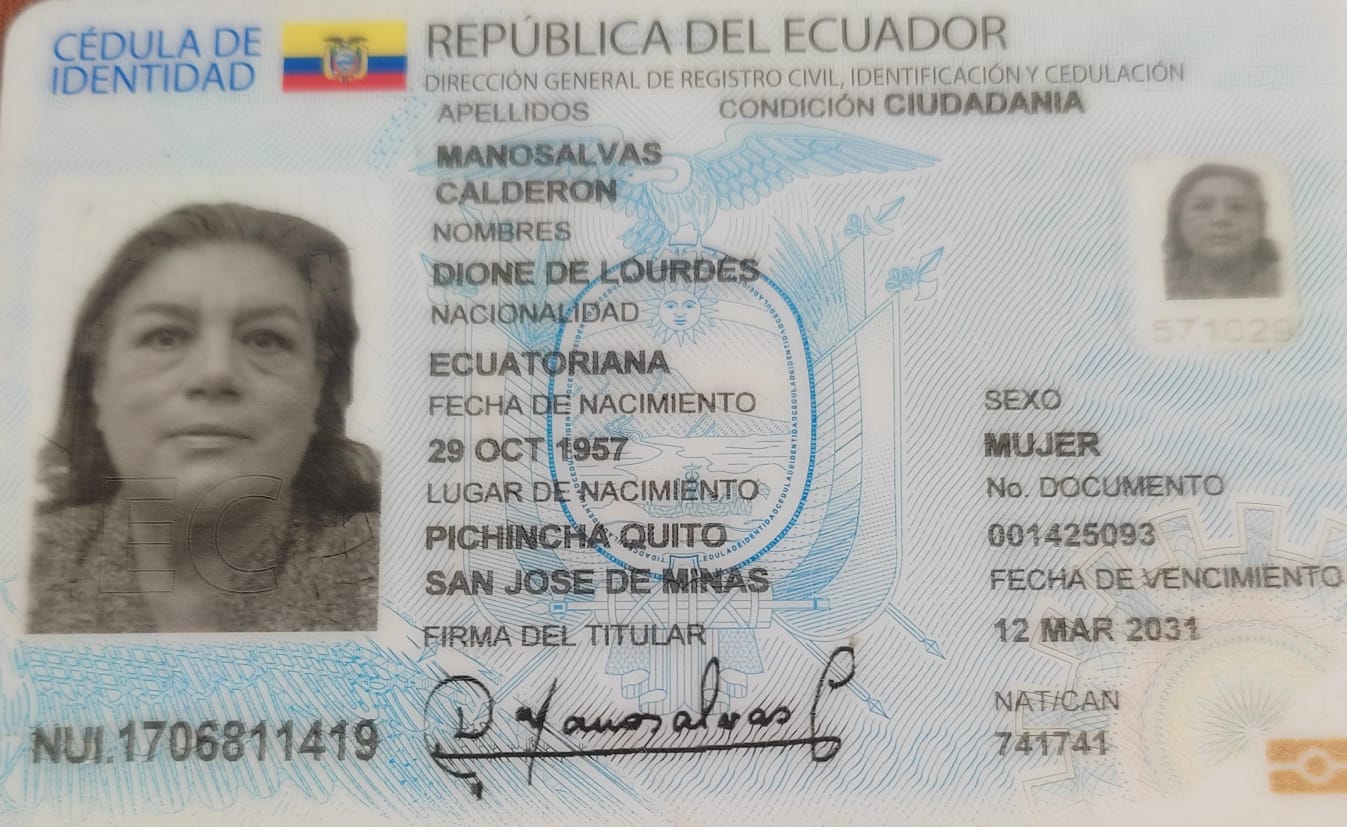 CÉDULA DE
IDENTIDAD
REPÚBLICA DEL ECUADOR
DIRECCIÓN GENERAL DE REGISTRO CIVIL, IDENTIFICACIÓN Y CEDULACIÓN
APELLIDOS
CONDICIÓN CIUDADANIA
MANOSALVAS
CALDERON
NOMBRES
DIONE DE LOURDES
NACIONALIDAD
ECUATORIANA
FECHA DE NACIMIENTO
29 OCT 1957
LUGAR DE NACIMIENTO
PICHINCHA QUITO
SAN JOSE DE MINAS
FIRMA DEL TITULAR
D Manosalvas C
571029
SEXO
MUJER
No. DOCUMENTO
001425093
FECHA DE VENCIMIENTO
12 MAR 2031
NAT/CAN
741741
EC
NUI.1706811419